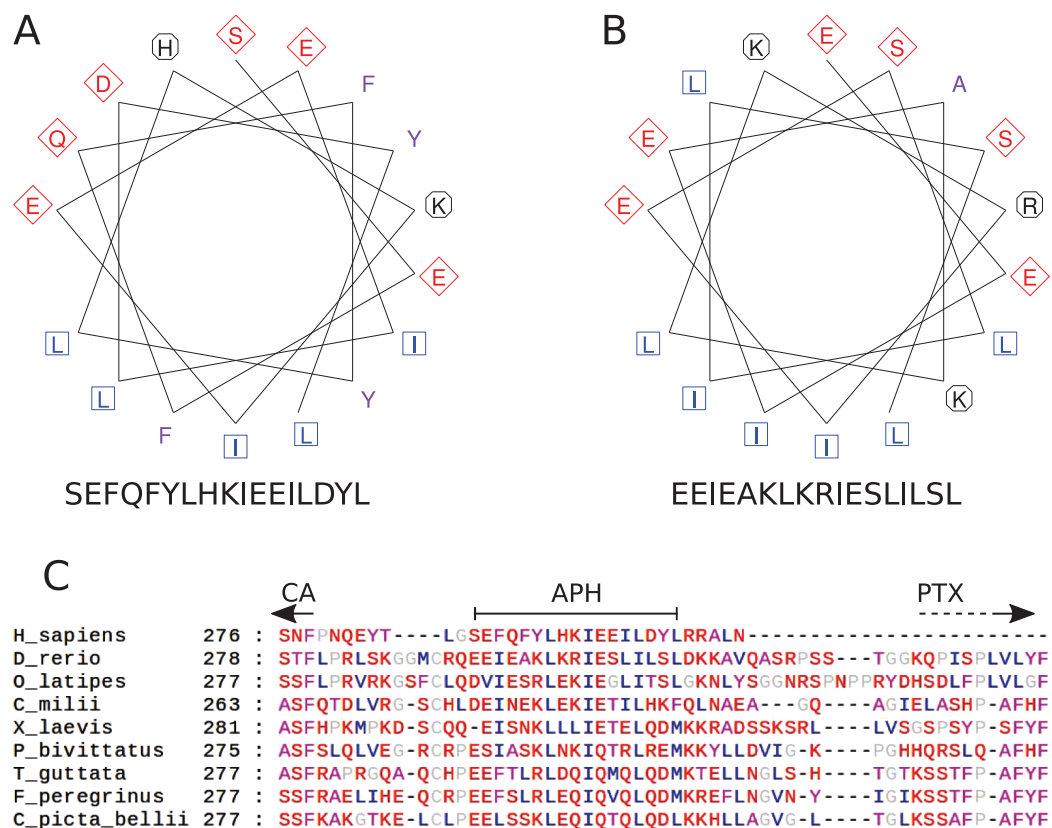 A
B
S
H
E
D
F
Q
Y
E
K
E
L
I
L
Y
F
I
L
SEFQFYLHKIEEILDYL
E
K
S
L
A
E
S
E
R
E
L
L
I
K
I
I
L
EEIEAKLKRIESLILSL
C
CA APH PTX
H_sapiens 276 : SNFPNQEYT----LGSEFQFYLHKIEEILDYLRRALN------------------------
D_rerio 278 : STFLPRLSKGGMCRQEEIEAKLKRIESLILSLDKKAVQASRPSS---TGGKQPISPLVLYF
O_latipes 277 : SSFLPRVRKGSFCLQDVIESRLEKIEGLITSLGKNLYSGGNRSPNPPRYDHSDLFPLVLGF
C_milii 263 : ASFQTDLVRG-SCHLDEINEKLEKIETILHKFQLNAEA---GQ----AGIELASHP-AFHF
X_laevis 281 : ASFHPKMPKD-SCQQ-EISNKLLLIETELQDMKKRADSSKSRL----LVSGSPSYP-SFYF
P_bivittatus 275 : ASFSLQLVEG-RCRPESIASKLNKIQTRLREMKKYLLDVIG-K----PGHHQRSLQ-AFHF
T_guttata 277 : ASFRAPRGQA-QCHPEEFTLRLDQIQMQLQDMKTELLNGLS-H----TGTKSSTFP-AFYF
F_peregrinus 277 : SSFRAELIHE-QCRPEEFSLRLEQIQVQLQDMKREFLNGVN-Y----IGIKSSTFP-AFYF
C_picta_bellii 277 : SSFKAKGTKE-LCLPEELSSKLEQIQTQLQDLKKHLLAGVG-L----TGTKSSAFP-AFYF